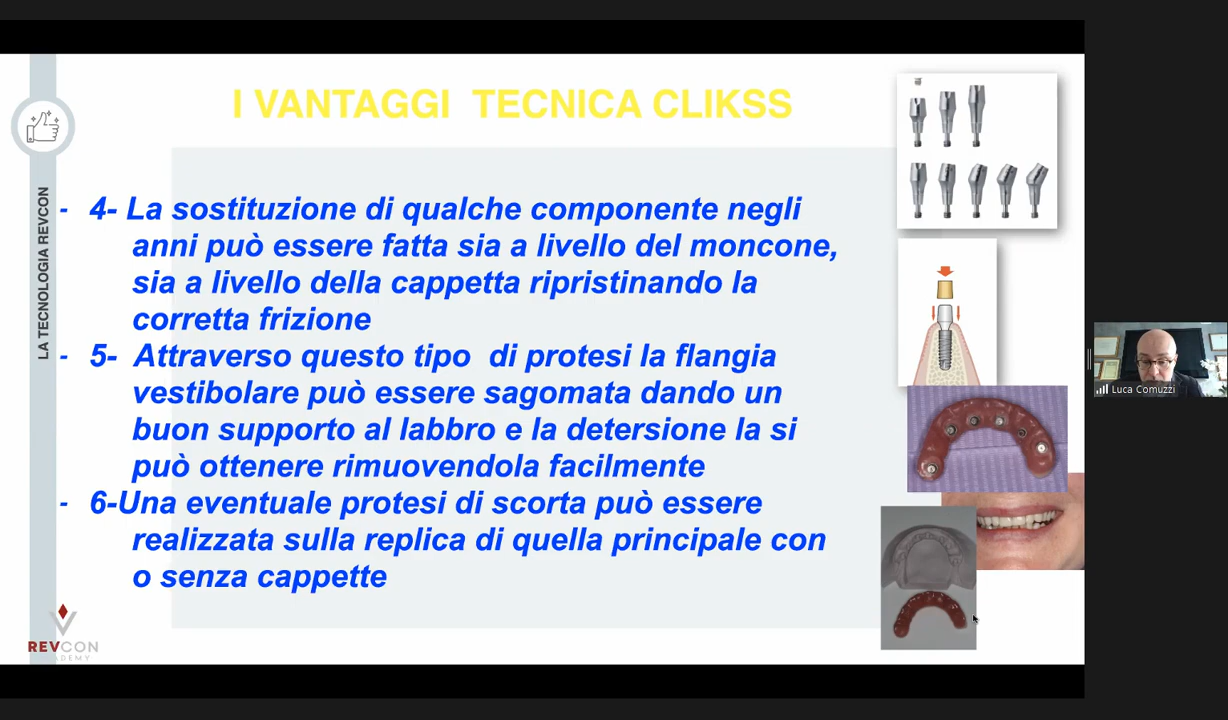 I VANTAGGI TECNICA CLIKSS
LA TECNOLOGIA REVCON
- 4- La sostituzione di qualche componente negli
anni può essere fatta sia a livello del moncone,
sia a livello della cappetta ripristinando la
corretta frizione
- 5- Attraverso questo tipo di protesi la flangia
vestibolare può essere sagomata dando un
buon supporto al labbro e la detersione la si
può ottenere rimuovendola facilmente
- 6-Una eventuale protesi di scorta può essere
realizzata sulla replica di quella principale con
o senza cappette
REVCON
Luca Comuzzi